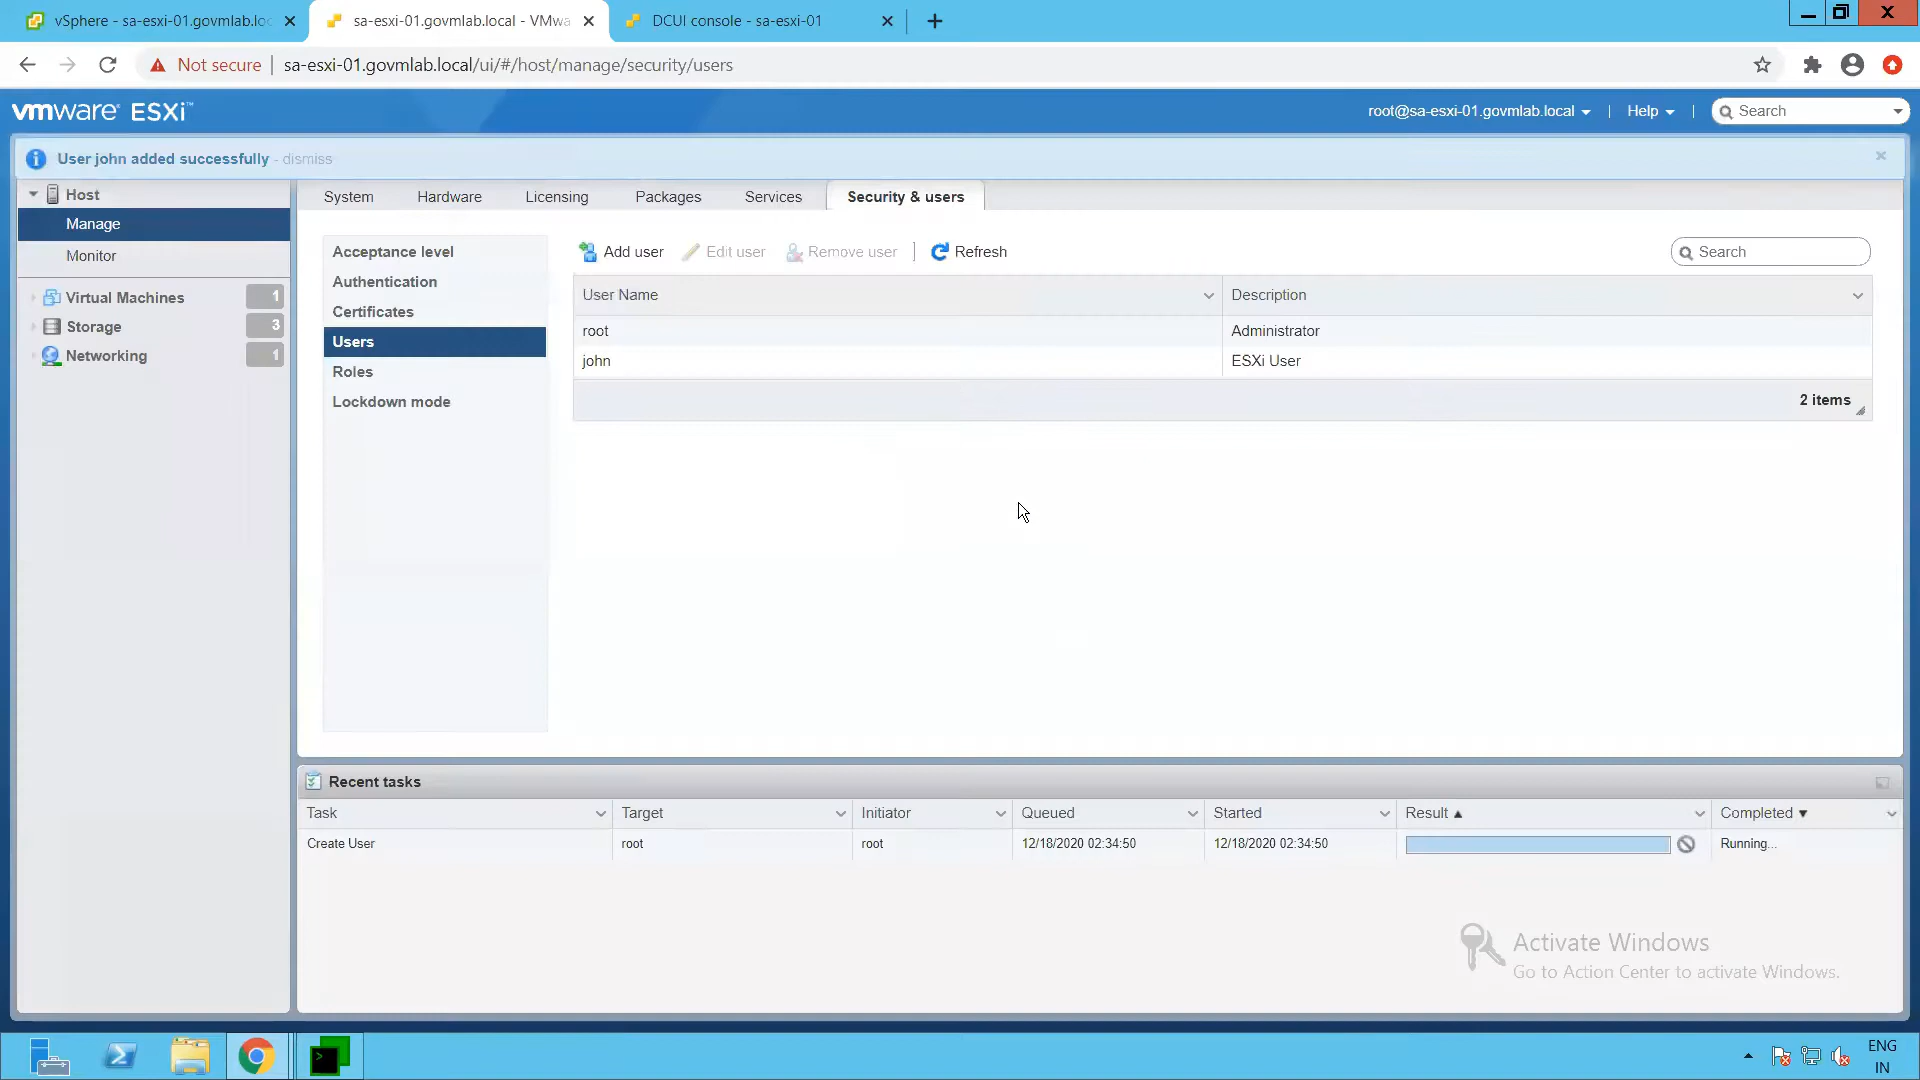 vSphere - sa-esxi-01.govmlab.loc
sa-esxi-01.govmlab.local - VMwa
DCUI console - sa-esxi-01
Not secure
sa-esxi-01.govmlab.local/ui/#/host/manage/security/users
vmware ESXi™
root@sa-esxi-01.govmlab.local
Help
Search
User john added successfully - dismiss
Host
Manage
Monitor
Virtual Machines 1
Storage 3
Networking 1
System
Hardware
Licensing
Packages
Services
Security & users
Acceptance level
Authentication
Certificates
Users
Roles
Lockdown mode
Add user
Edit user
Remove user
Refresh
Search
User Name Description
root Administrator
john ESXi User
2 items
Recent tasks
Task Target Initiator Queued Started Result Completed
Create User root root 12/18/2020 02:34:50 12/18/2020 02:34:50 Running...
Activate Windows
Go to Action Center to activate Windows.
ENG
IN